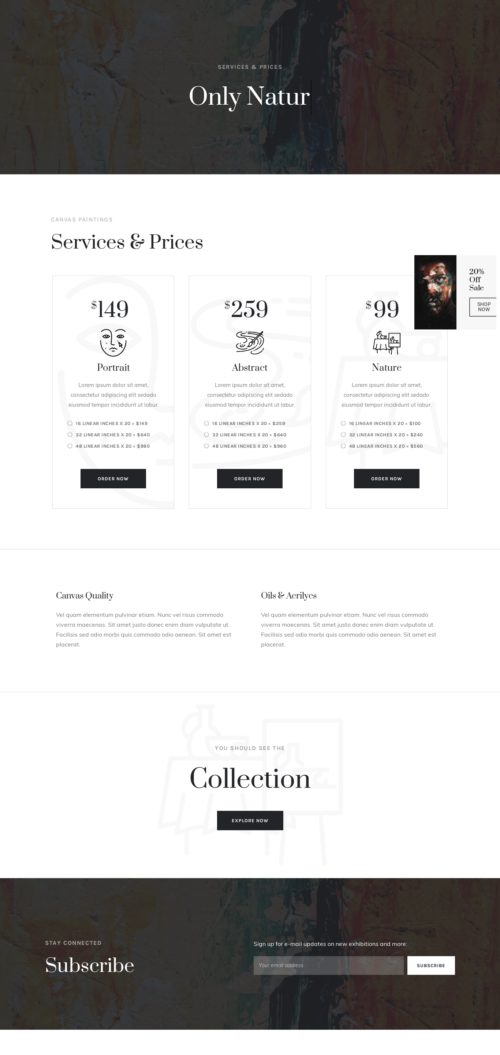 SERVICES & PRICES
Only Natur
CANVAS PAINTINGS
Services & Prices
20%
Off
Sale
SHOP
NOW
$149
Portrait
Lorem ipsum dolor sit amet,
consectetur adipiscing elit sedado
eiusmod tempor incididunt ut labor.
16 LINEAR INCHES X 20 = $149
32 LINEAR INCHES X 20 = $640
48 LINEAR INCHES X 20 = $960
ORDER NOW
$259
Abstract
Lorem ipsum dolor sit amet,
consectetur adipiscing elit sedado
eiusmod tempor incididunt ut labor.
16 LINEAR INCHES X 20 = $259
32 LINEAR INCHES X 20 = $640
48 LINEAR INCHES X 20 = $960
ORDER NOW
$99
Nature
Lorem ipsum dolor sit amet,
consectetur adipiscing elit sedado
eiusmod tempor incididunt ut labor.
16 LINEAR INCHES X 20 = $100
32 LINEAR INCHES X 20 = $240
48 LINEAR INCHES X 20 = $560
ORDER NOW
Canvas Quality
Vel quam elementum pulvinar etiam. Nunc vel risus commodo
viverra maecenas. Sit amet justo donec enim diam vulputate ut.
Facilisis sed odio morbi quis commodo odio aenean. Sit amet est
placerat.
Oils & Acrilyes
Vel quam elementum pulvinar etiam. Nunc vel risus commodo
viverra maecenas. Sit amet justo donec enim diam vulputate ut.
Facilisis sed odio morbi quis commodo odio aenean. Sit amet est
placerat.
YOU SHOULD SEE THE
Collection
EXPLORE NOW
STAY CONNECTED
Subscribe
Sign up for e-mail updates on new exhibitions and more.
Your email address
SUBSCRIBE